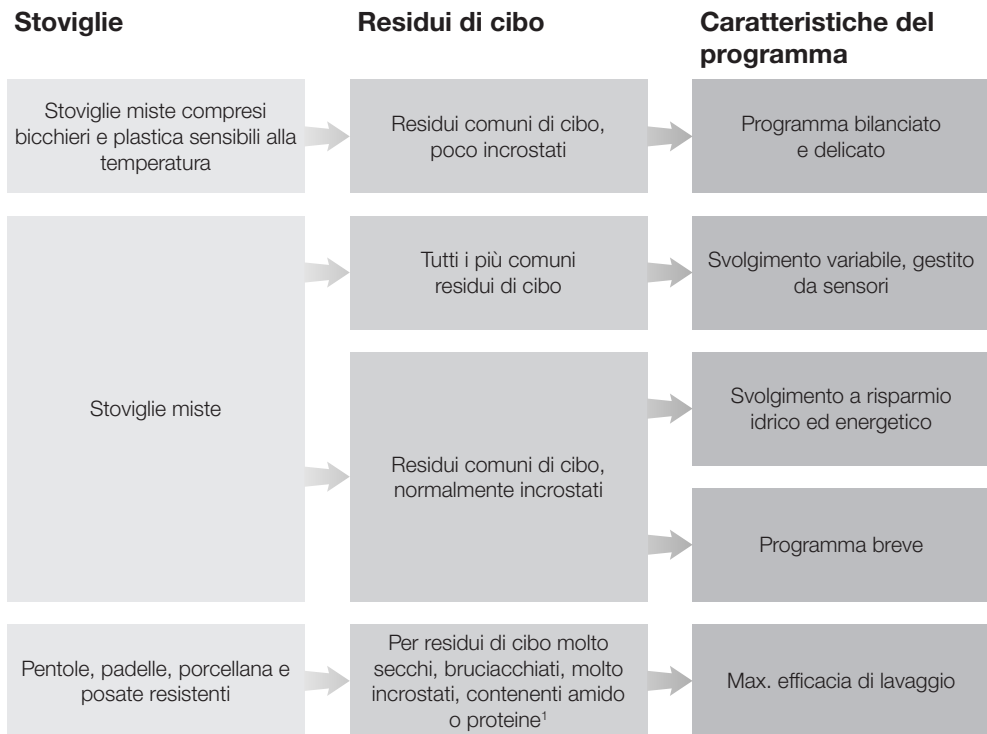 Stoviglie
Residui di cibo
Caratteristiche del
programma
Stoviglie miste compresi
bicchieri e plastica sensibili alla
temperatura
Residui comuni di cibo,
poco incrostati
Programma bilanciato
e delicato
Stoviglie miste
Tutti i più comuni
residui di cibo
Svolgimento variabile, gestito
da sensori
Residui comuni di cibo,
normalmente incrostati
Svolgimento a risparmio
idrico ed energetico
Programma breve
Pentole, padelle, porcellana e
posate resistenti
Per residui di cibo molto
secchi, bruciacchiati, molto
incrostati, contenenti amido
o proteine¹
Max. efficacia di lavaggio